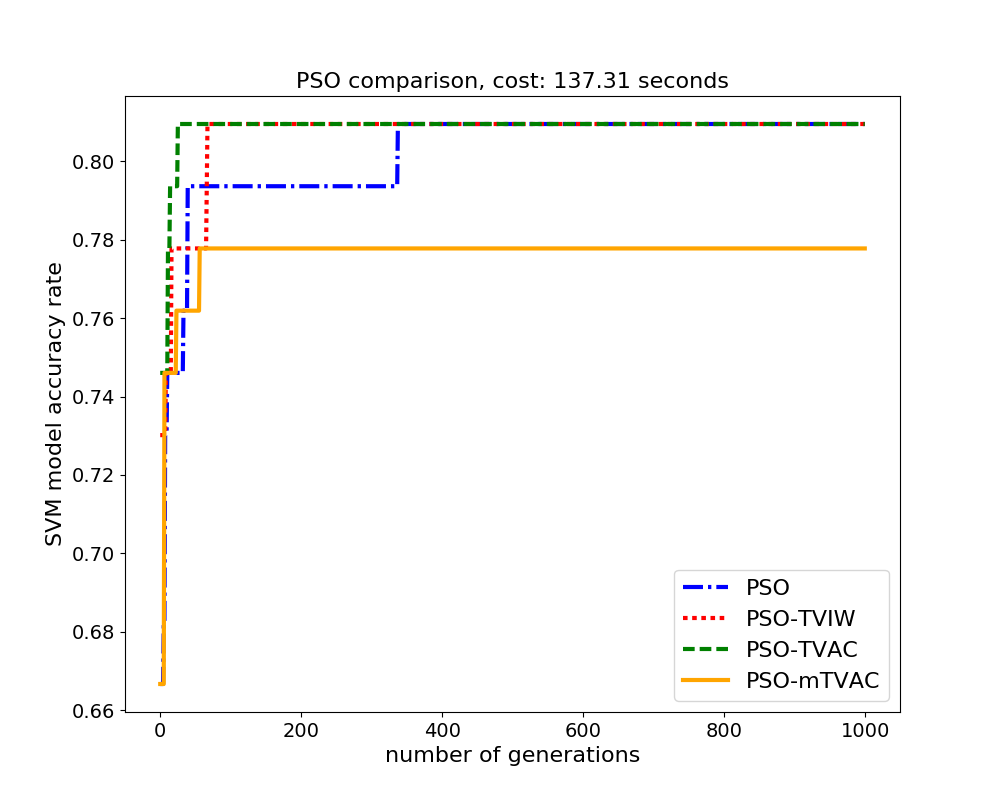 PSO comparison, cost: 137.31 seconds
SVM model accuracy rate
0.80
0.78
0.76
0.74
0.72
0.70
0.68
0.66
0 200 400 600 800 1000
number of generations
PSO
PSO-TVIW
PSO-TVAC
PSO-mTVAC